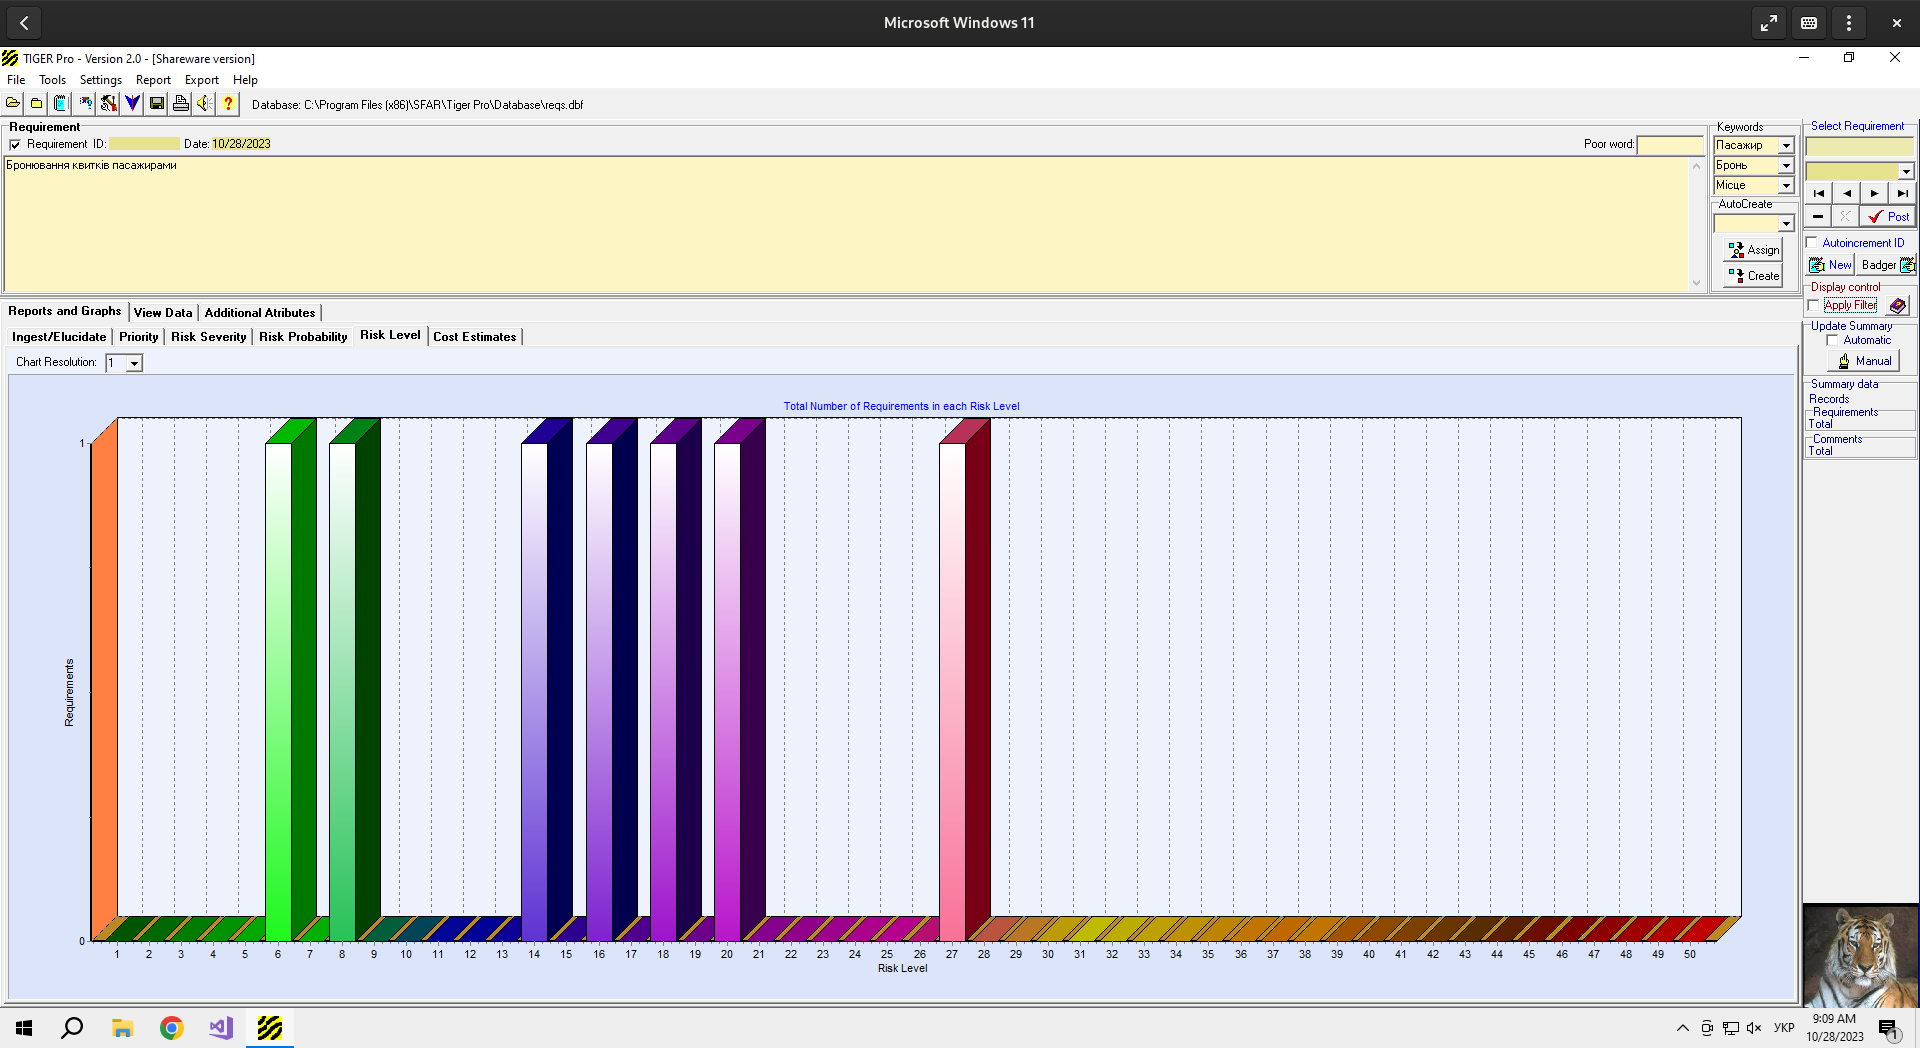 Microsoft Windows 11
TIGER Pro - Version 2.0 - [Shareware version]
File Tools Settings Report Export Help
Database: C:\Program Files (x86)\SFAR\Tiger Pro\Database\reqs.dbf
Requirement
Requirement ID: Date: 10/28/2023
Poor word:
Бронювання квитків пасажирами
Keywords
Пасажир
Бронь
Місце
AutoCreate
Assign
Create
Select Requirement
Post
Autoincrement ID
New Badger
Display control
Apply Filter
Update Summary
Automatic
Manual
Summary data
Records
Requirements
Total
Comments
Total
Reports and Graphs View Data Additional Atributes
Ingest/Elucidate Priority Risk Severity Risk Probability Risk Level Cost Estimates
Chart Resolution: 1
Total Number of Requirements in each Risk Level
1
Requirements
0
1 2 3 4 5 6 7 8 9 10 11 12 13 14 15 16 17 18 19 20 21 22 23 24 25 26 27 28 29 30 31 32 33 34 35 36 37 38 39 40 41 42 43 44 45 46 47 48 49 50
Risk Level
УКР
9:09 AM
10/28/2023
1